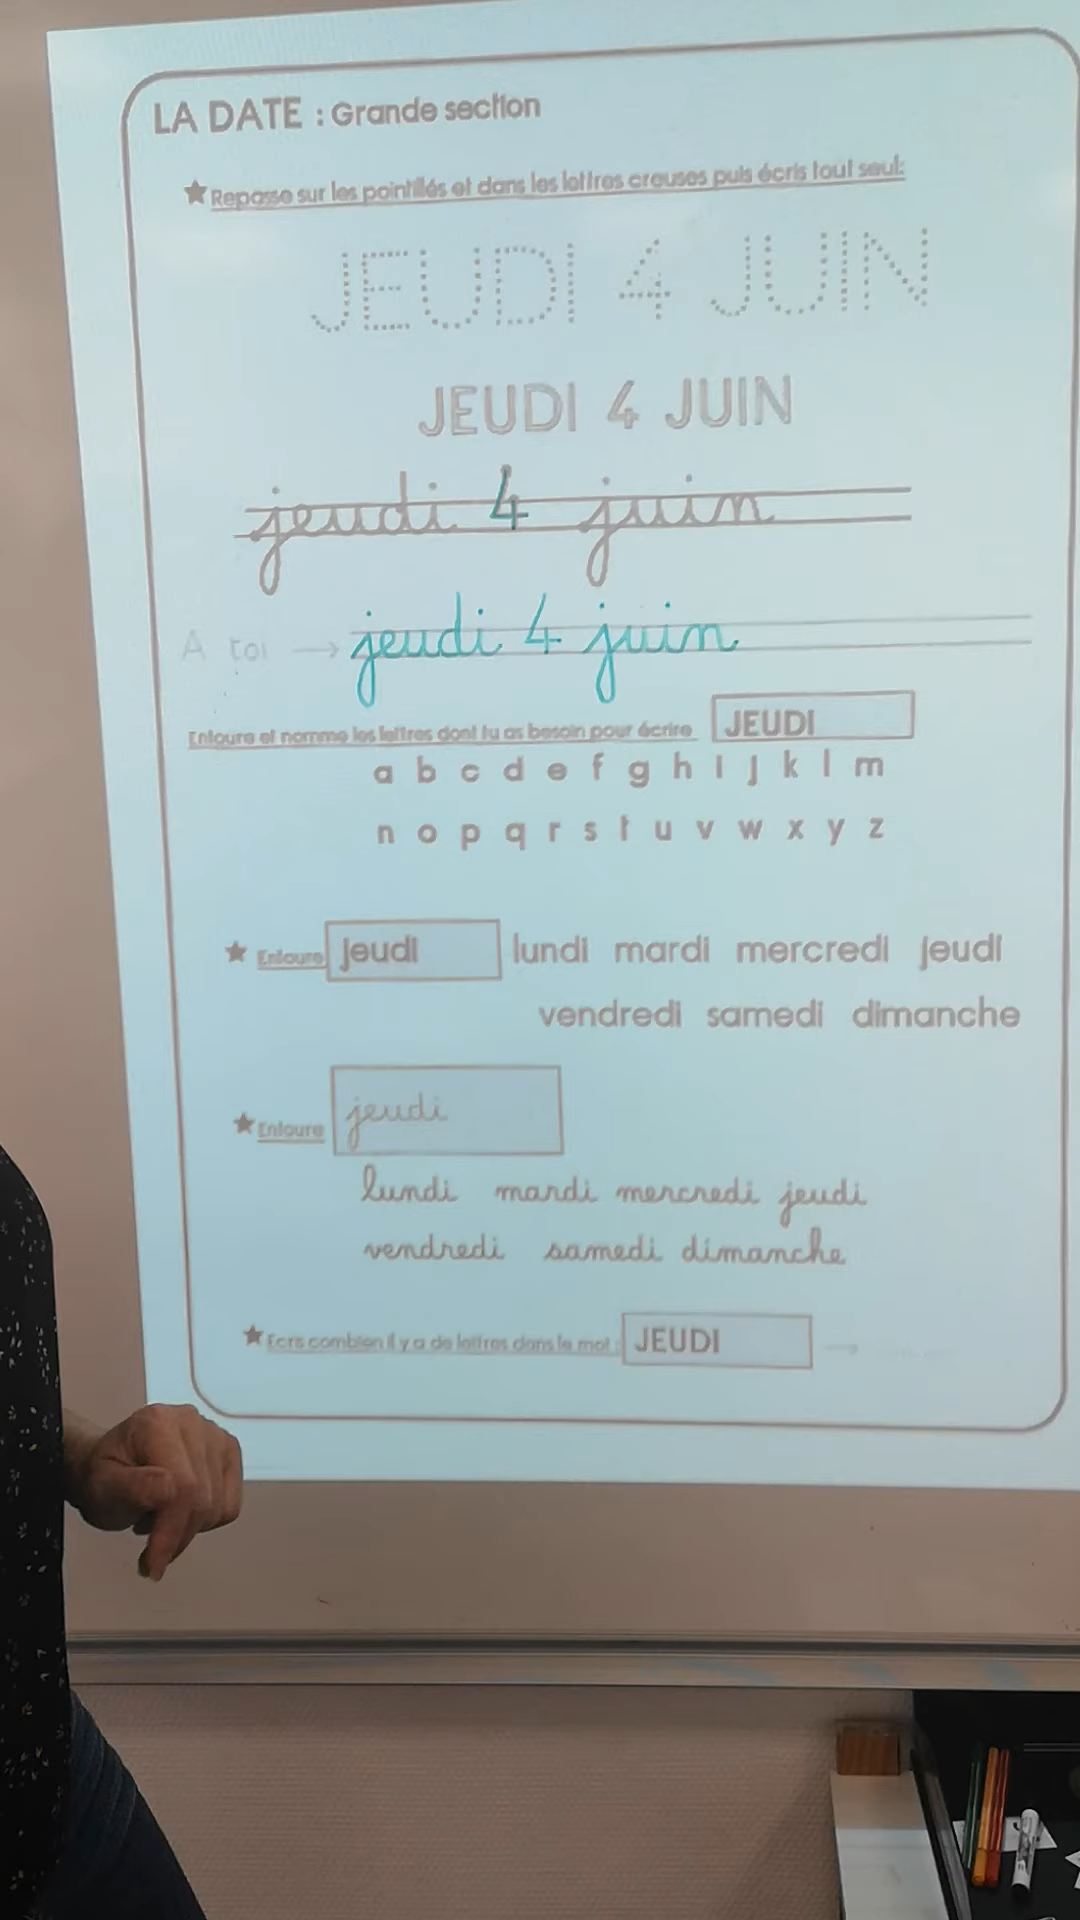 LA DATE : Grande section
Repasse sur les pointillés et dans les lettres creuses puis écris tout seul:
JEUDI 4 JUIN
JEUDI 4 JUIN
jeudi 4 juin
A toi → jeudi 4 juin
Entoure et nomme les lettres dont tu as besoin pour écrire JEUDI
a b c d e f g h i j k l m
n o p q r s t u v w x y z
Entoure jeudi lundi mardi mercredi jeudi
vendredi samedi dimanche
Entoure jeudi
lundi mardi mercredi jeudi
vendredi samedi dimanche
Ecris combien il y a de lettres dans le mot : JEUDI →